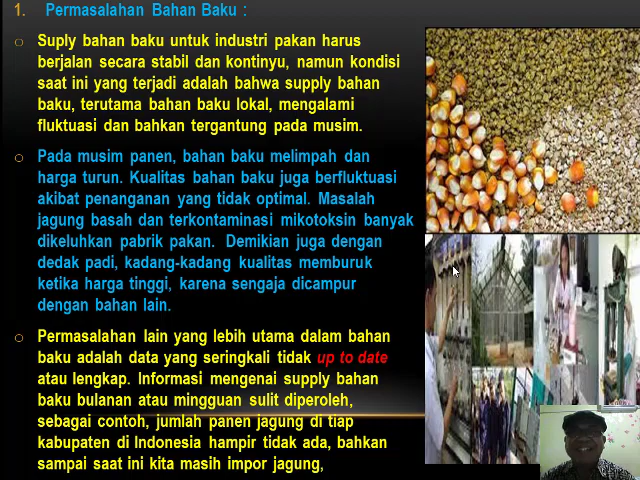 1. Permasalahan Bahan Baku :
o Suply bahan baku untuk industri pakan harus
berjalan secara stabil dan kontinyu, namun kondisi
saat ini yang terjadi adalah bahwa supply bahan
baku, terutama bahan baku lokal, mengalami
fluktuasi dan bahkan tergantung pada musim.
o Pada musim panen, bahan baku melimpah dan
harga turun. Kualitas bahan baku juga berfluktuasi
akibat penanganan yang tidak optimal. Masalah
jagung basah dan terkontaminasi mikotoksin banyak
dikeluhkan pabrik pakan. Demikian juga dengan
dedak padi, kadang-kadang kualitas memburuk
ketika harga tinggi, karena sengaja dicampur
dengan bahan lain.
o Permasalahan lain yang lebih utama dalam bahan
baku adalah data yang seringkali tidak up to date
atau lengkap. Informasi mengenai supply bahan
baku bulanan atau mingguan sulit diperoleh,
sebagai contoh, jumlah panen jagung di tiap
kabupaten di Indonesia hampir tidak ada, bahkan
sampai saat ini kita masih impor jagung,